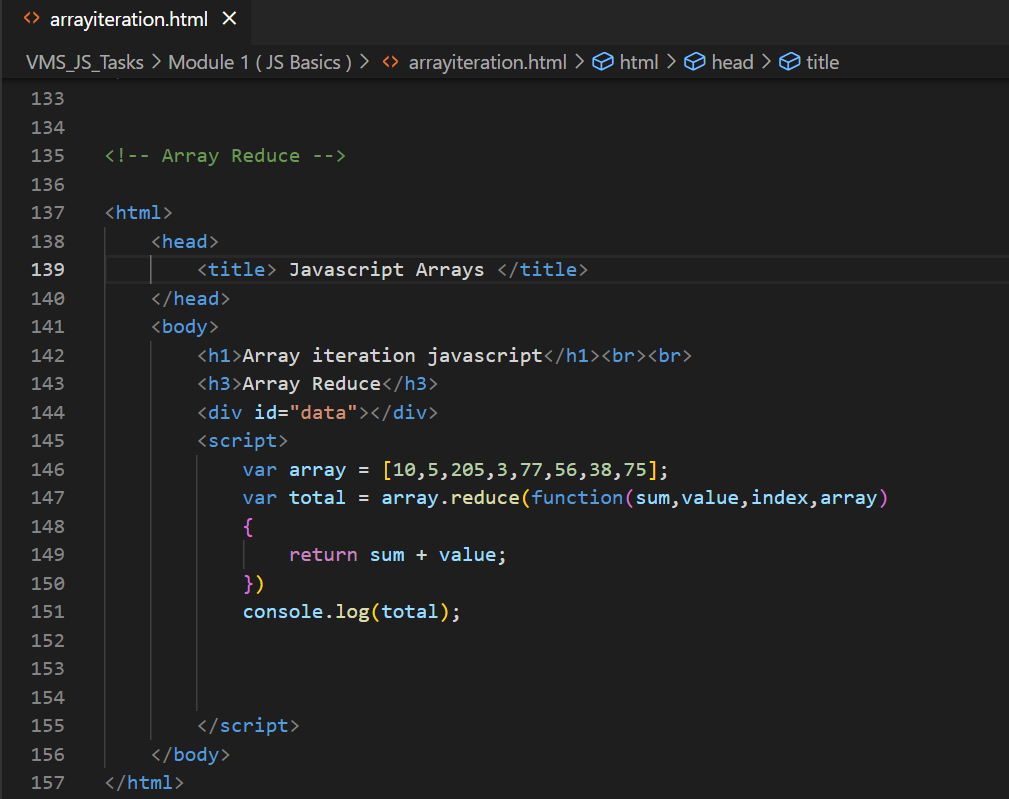 arrayiteration.html
VMS_JS_Tasks > Module 1 ( JS Basics ) > arrayiteration.html > html > head > title
133
134
135 <!-- Array Reduce -->
136
137 <html>
138     <head>
139         <title> Javascript Arrays </title>
140     </head>
141     <body>
142         <h1>Array iteration javascript</h1><br><br>
143         <h3>Array Reduce</h3>
144         <div id="data"></div>
145         <script>
146             var array = [10,5,205,3,77,56,38,75];
147             var total = array.reduce(function(sum,value,index,array)
148             {
149                 return sum + value;
150             })
151             console.log(total);
152
153
154
155         </script>
156     </body>
157 </html>